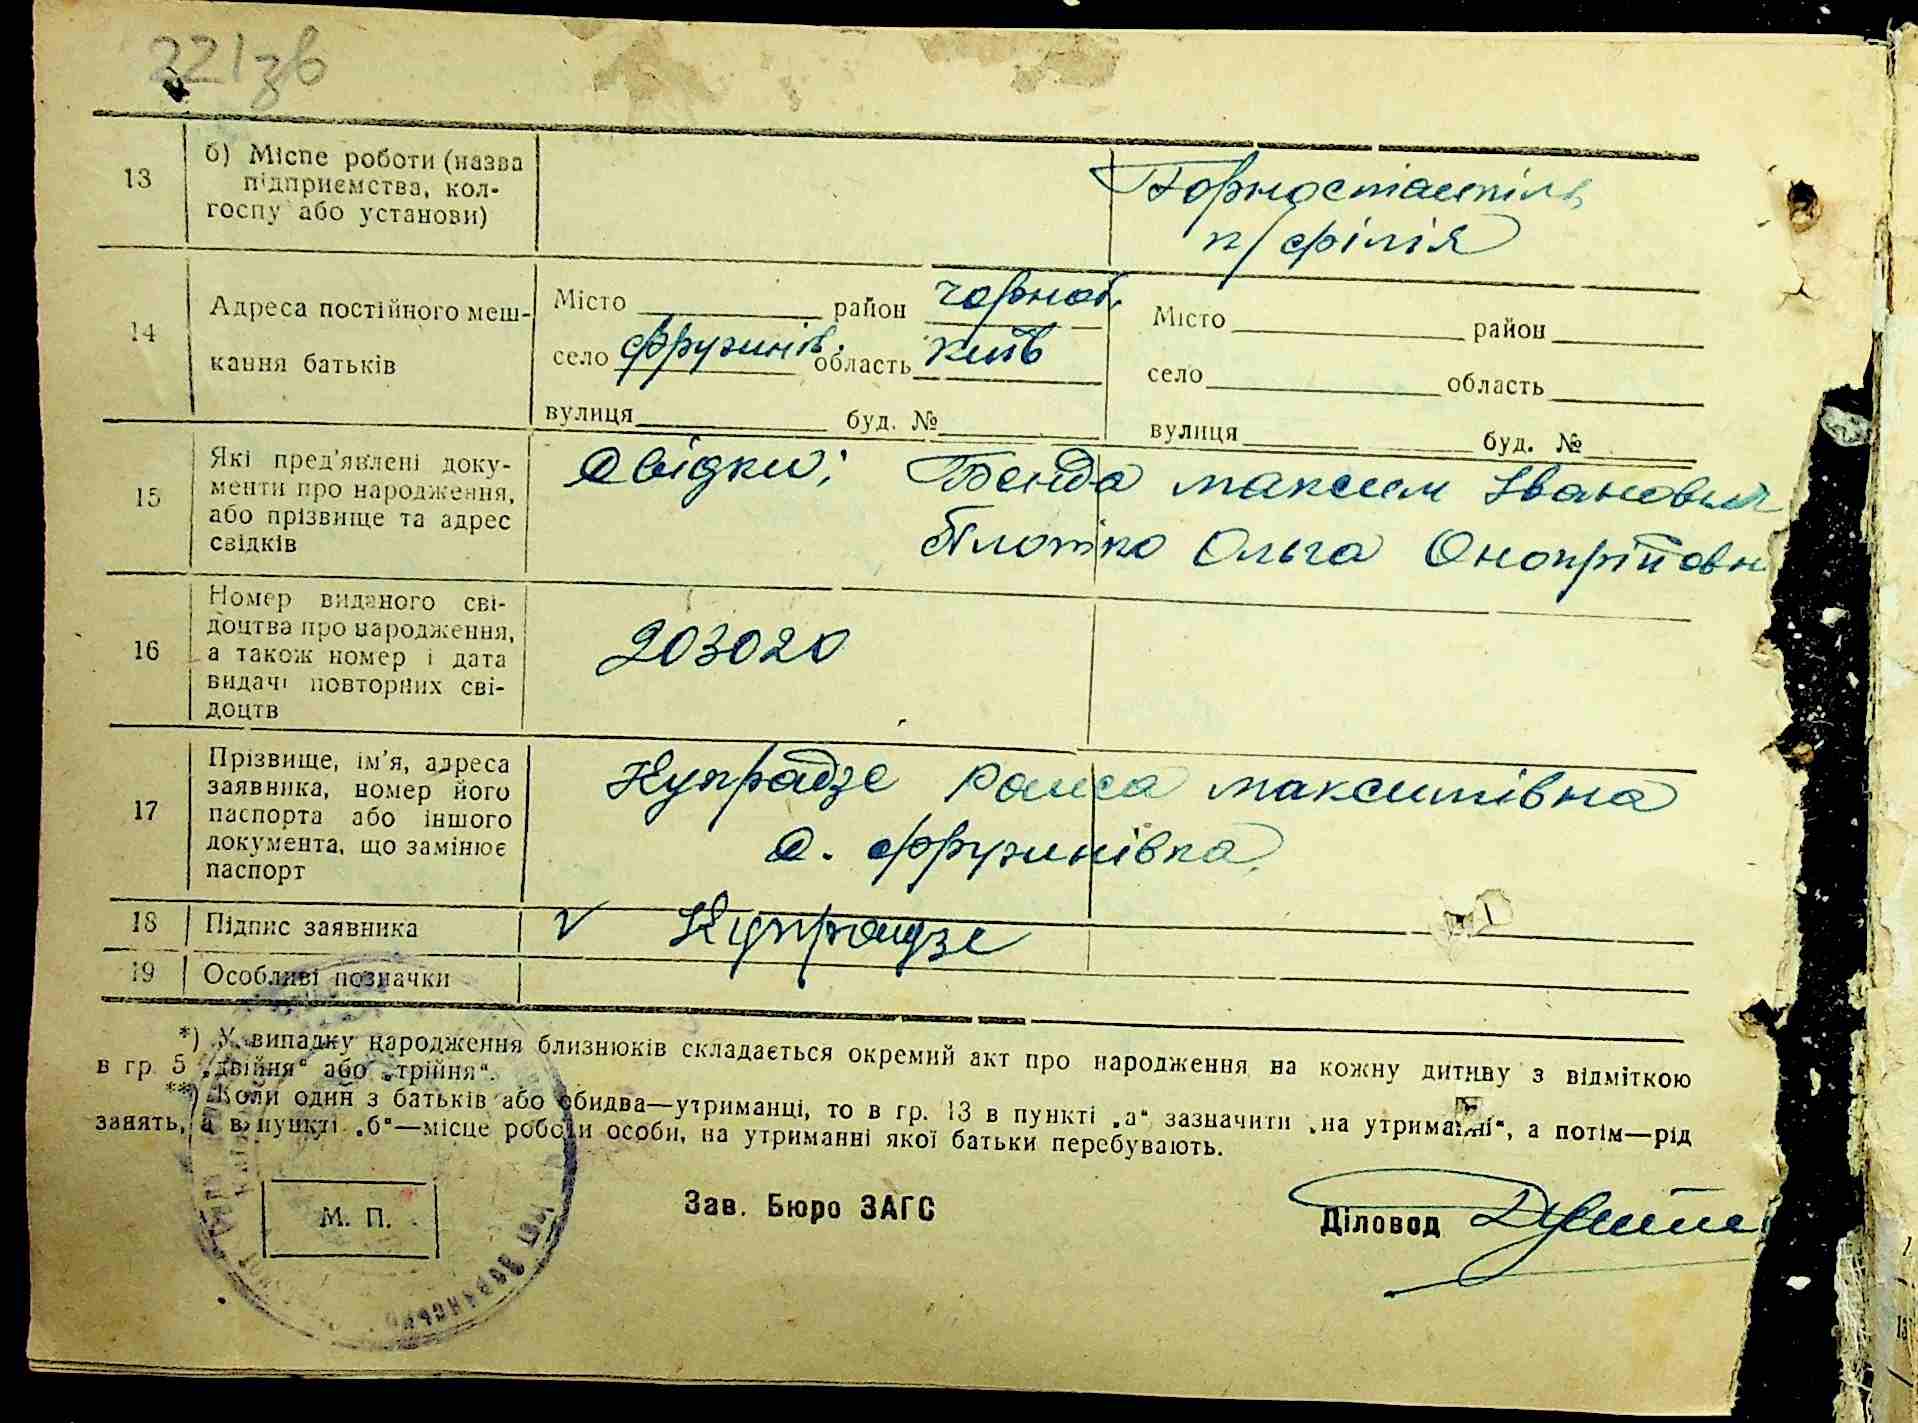 221зв
13
б) Місце роботи (назва
підприємства, кол-
госпу або установи)
Горностайпіль
п/філія
14
Адреса постійного меш-
кання батьків
Місто район Чорноб.
село Фрузинів. область Київ
вулиця буд. №
Місто район
село область
вулиця буд. №
15
Які пред'явлені доку-
менти про народження,
або прізвище та адрес
свідків
Свідки: Бенда Максим Іванович
Ольга Онопрійовн
16
Номер виданого сві-
доцтва про народження,
а також номер і дата
видачі повторних сві-
доцтв
203020
17
Прізвище, ім'я, адреса
заявника, номер його
паспорта або іншого
документа, що замінює
паспорт
Купрадзе Раиса Максимівна
с. Фрузинівка
18
Підпис заявника
v Купрадзе
19
Особливі позначки
*) У випадку народження близнюків складається окремий акт про народження на кожну дитину з відміткою
в гр. 5 „двійня“ або „трійня“.
**) Коли один з батьків або обидва—утриманці, то в гр. 13 в пункті „а“ зазначити „на утриманні“, а потім—рід
занять, а в пункті „б“—місце роботи особи, на утриманні якої батьки перебувають.
М. П.
Зав. Бюро ЗАГС
Діловод